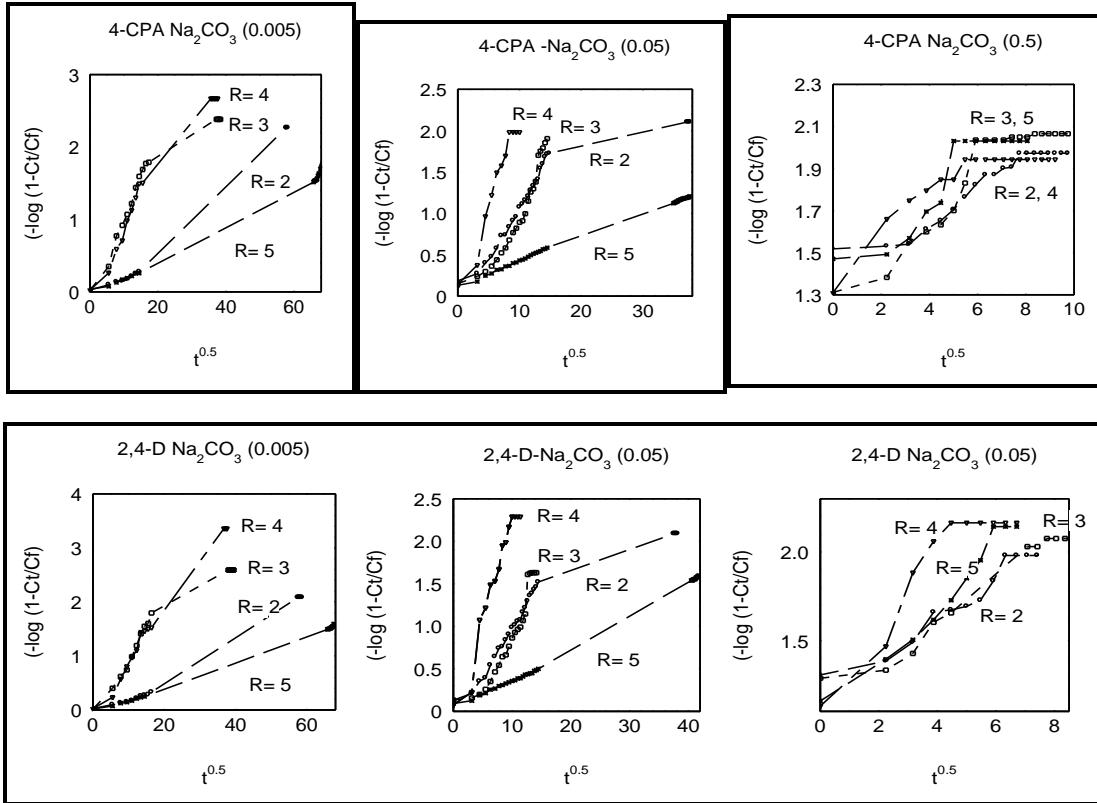 4-CPA Na₂CO₃ (0.005)
(-log (1-Ct/Cf)
3
2
1
0
R= 4
R= 3
R= 2
R= 5
0 20 40 60
t^0.5
4-CPA -Na₂CO₃ (0.05)
(-log (1-Ct/Cf)
2.5
2.0
1.5
1.0
0.5
0.0
R= 4
R= 3
R= 2
R= 5
0 10 20 30
t^0.5
4-CPA Na₂CO₃ (0.5)
(-log (1-Ct/Cf)
2.3
2.1
1.9
1.7
1.5
1.3
R= 3, 5
R= 2, 4
0 2 4 6 8 10
t^0.5
2,4-D Na₂CO₃ (0.005)
(-log (1-Ct/Cf)
4
3
2
1
0
R= 4
R= 3
R= 2
R= 5
0 20 40 60
t^0.5
2,4-D-Na₂CO₃ (0.05)
(-log (1-Ct/Cf)
2.5
2.0
1.5
1.0
0.5
0.0
R= 4
R= 3
R= 2
R= 5
0 10 20 30 40
t^0.5
2,4-D Na₂CO₃ (0.05)
(-log (1-Ct/Cf)
2.0
1.5
R= 3
R= 4
R= 5
R= 2
0 2 4 6 8
t^0.5